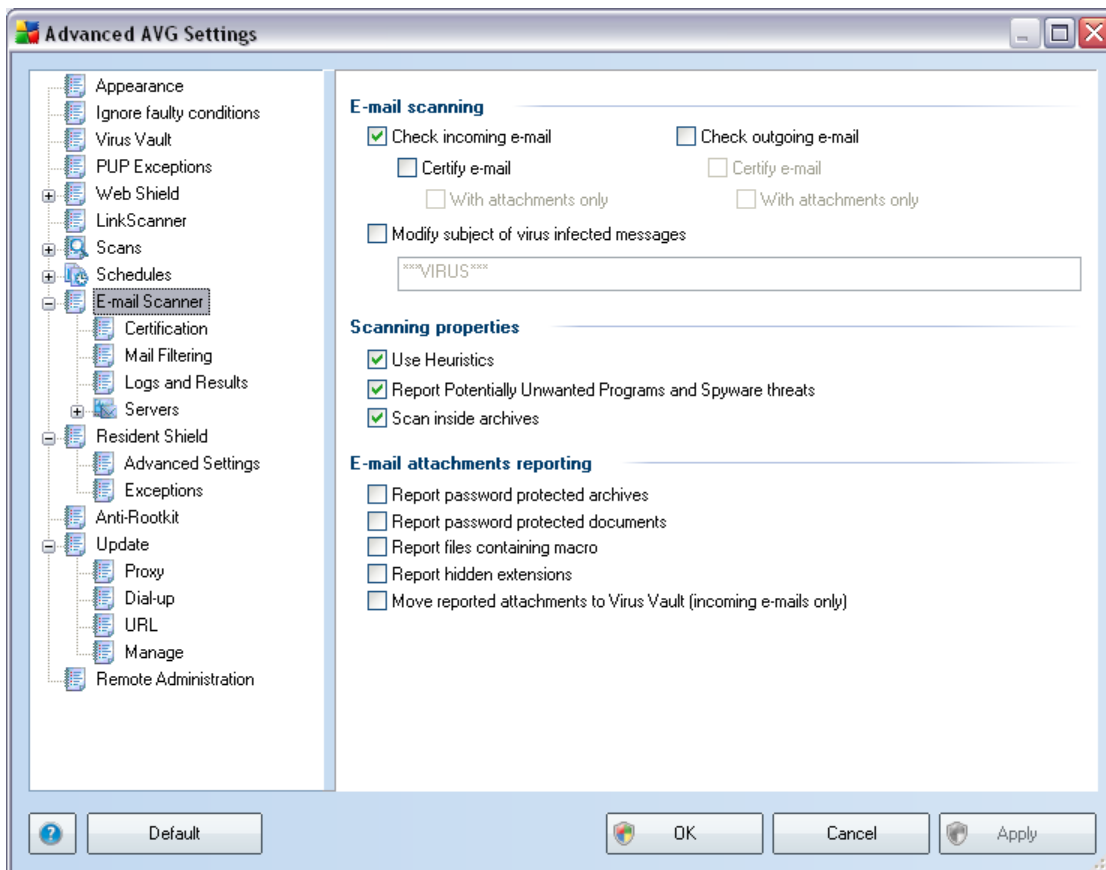 Advanced AVG Settings
Appearance
Ignore faulty conditions
Virus Vault
PUP Exceptions
Web Shield
LinkScanner
Scans
Schedules
E-mail Scanner
Certification
Mail Filtering
Logs and Results
Servers
Resident Shield
Advanced Settings
Exceptions
Anti-Rootkit
Update
Proxy
Dial-up
URL
Manage
Remote Administration
E-mail scanning
Check incoming e-mail
Check outgoing e-mail
Certify e-mail
Certify e-mail
With attachments only
With attachments only
Modify subject of virus infected messages
***VIRUS***
Scanning properties
Use Heuristics
Report Potentially Unwanted Programs and Spyware threats
Scan inside archives
E-mail attachments reporting
Report password protected archives
Report password protected documents
Report files containing macro
Report hidden extensions
Move reported attachments to Virus Vault (incoming e-mails only)
?
Default
OK
Cancel
Apply